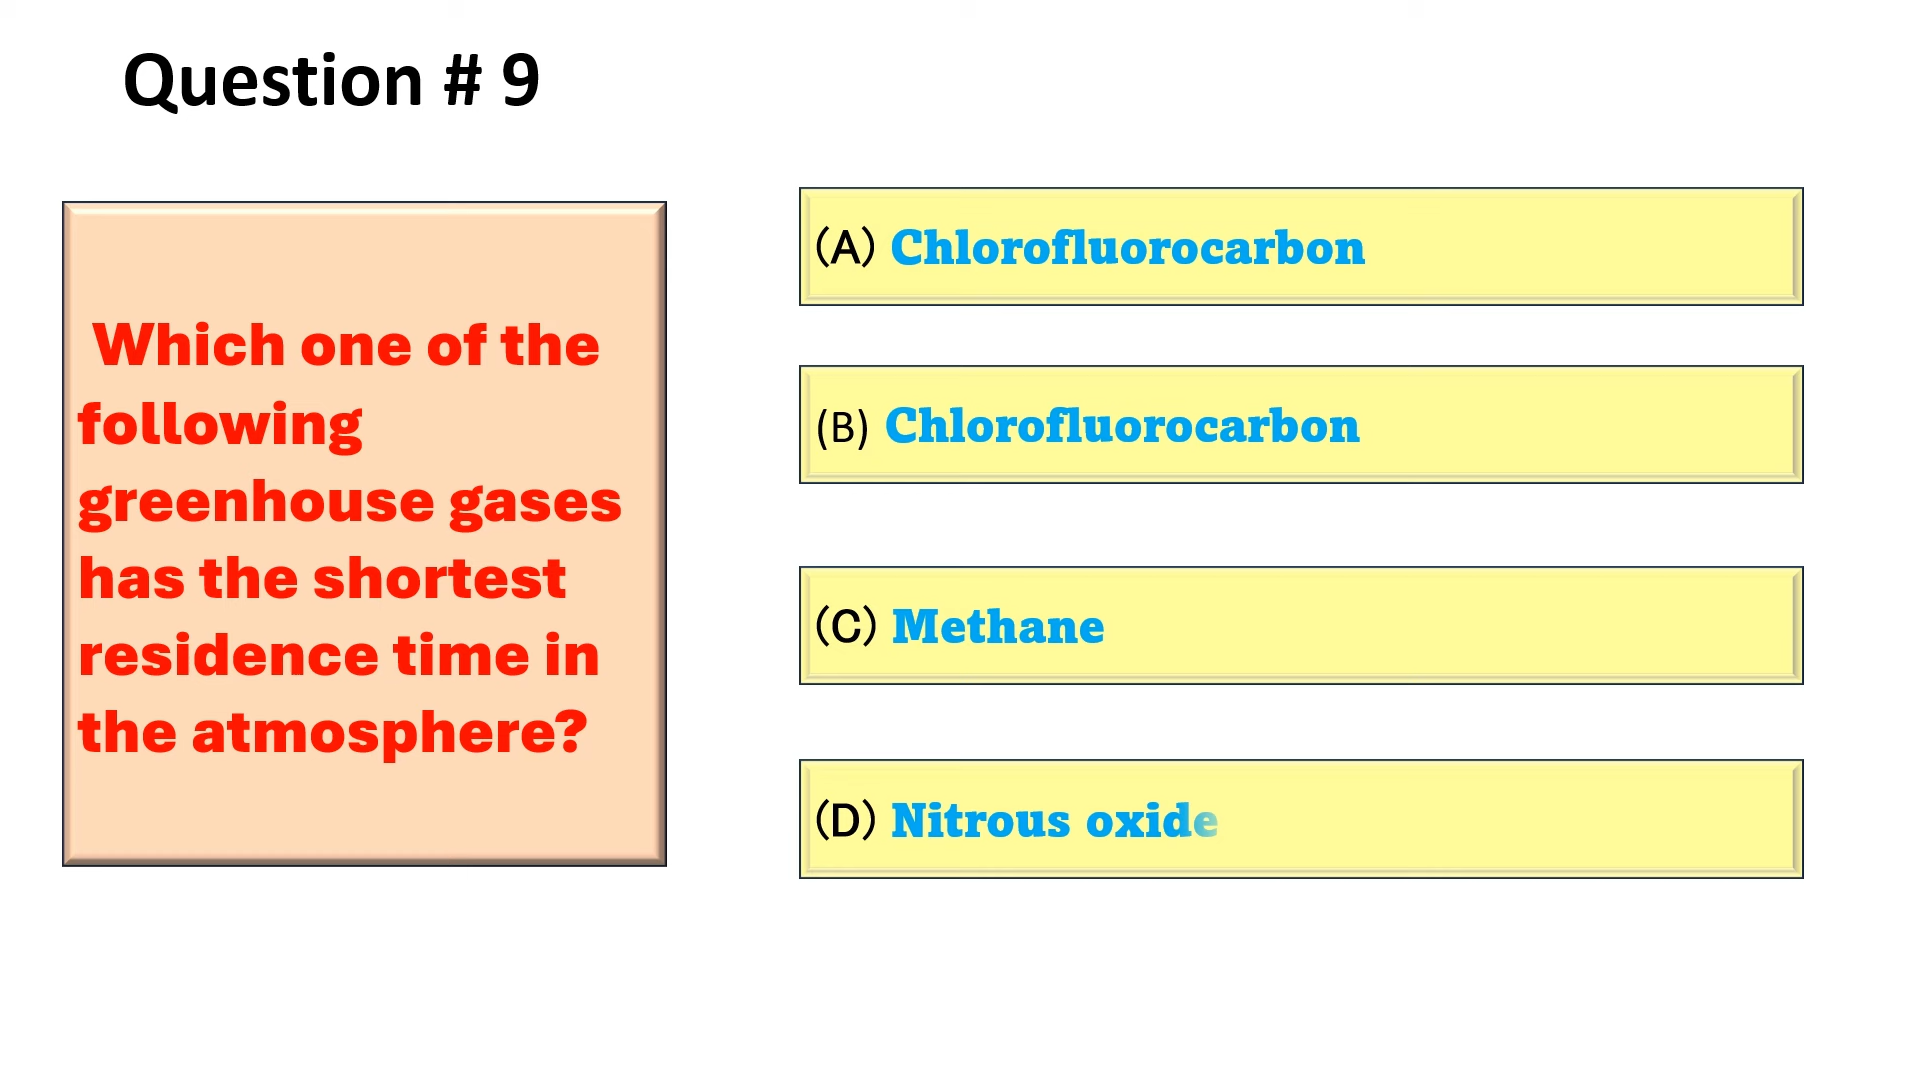 Question # 9
Which one of the
following
greenhouse gases
has the shortest
residence time in
the atmosphere?
(A) Chlorofluorocarbon
(B) Chlorofluorocarbon
(C) Methane
(D) Nitrous oxide